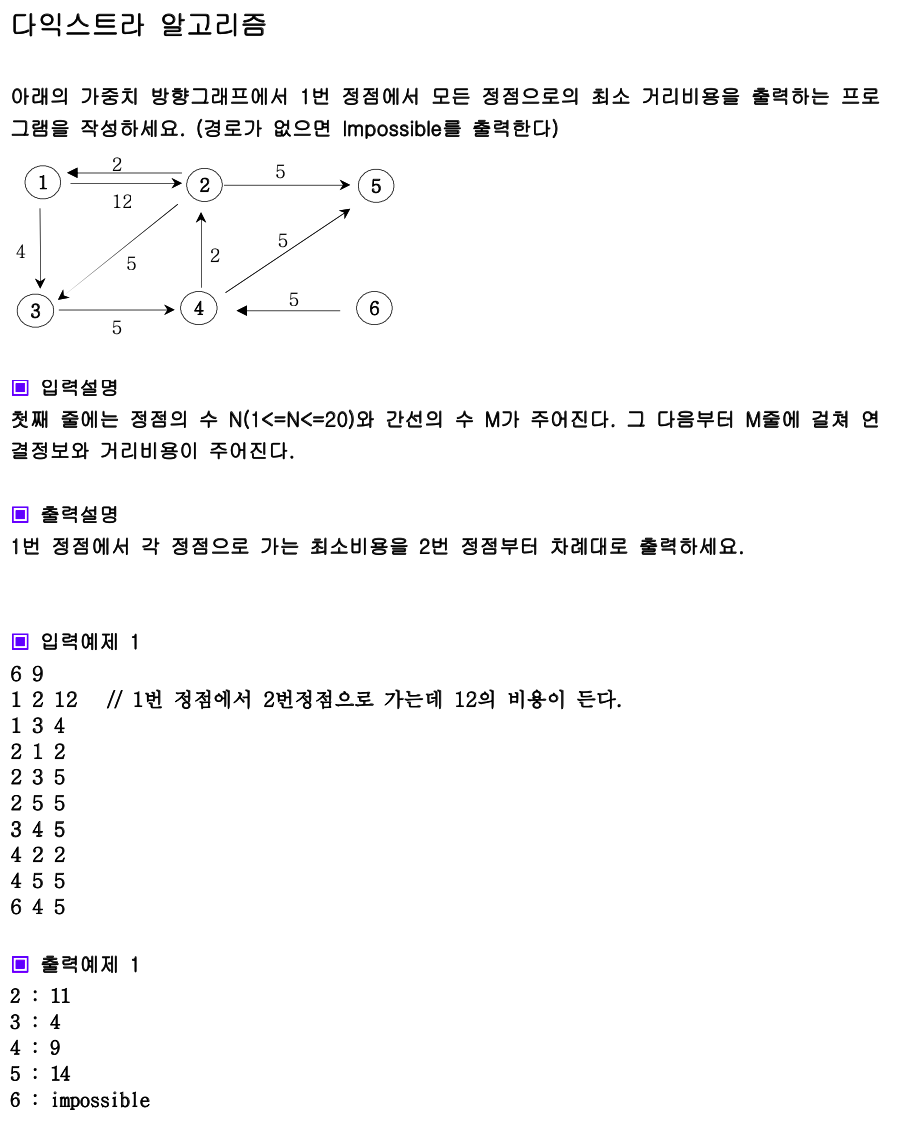 다익스트라 알고리즘
아래의 가중치 방향그래프에서 1번 정점에서 모든 정점으로의 최소 거리비용을 출력하는 프로
그램을 작성하세요. (경로가 없으면 Impossible를 출력한다)
2
5
1
2
5
12
4
5
2
5
3
4
5
6
5
▣ 입력설명
첫째 줄에는 정점의 수 N(1<=N<=20)와 간선의 수 M가 주어진다. 그 다음부터 M줄에 걸쳐 연
결정보와 거리비용이 주어진다.
▣ 출력설명
1번 정점에서 각 정점으로 가는 최소비용을 2번 정점부터 차례대로 출력하세요.
▣ 입력예제 1
6 9
1 2 12 // 1번 정점에서 2번정점으로 가는데 12의 비용이 든다.
1 3 4
2 1 2
2 3 5
2 5 5
3 4 5
4 2 2
4 5 5
6 4 5
▣ 출력예제 1
2 : 11
3 : 4
4 : 9
5 : 14
6 : impossible